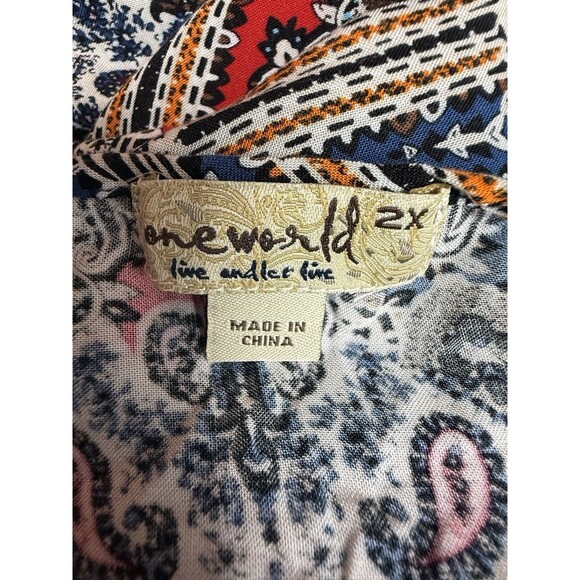 oneworld 2X
live and let live
MADE IN
CHINA